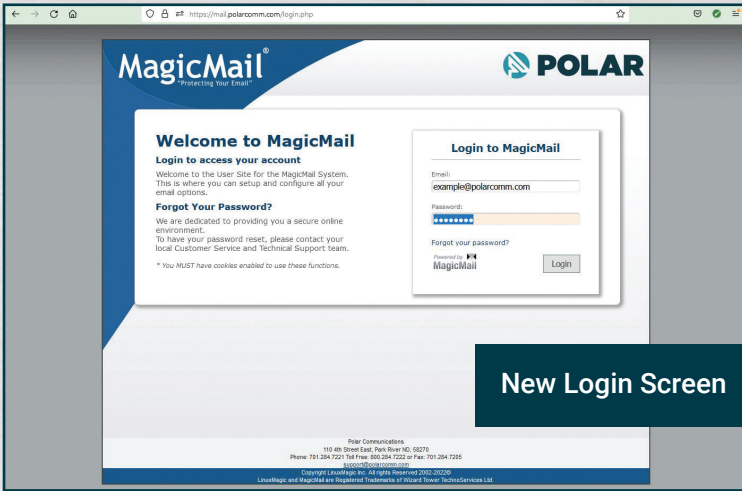 https://mail.polarcomm.com/login.php
MagicMail®
"Protecting Your Email"
POLAR
Welcome to MagicMail
Login to access your account
Welcome to the User Site for the MagicMail System.
This is where you can setup and configure all your
email options.
Forgot Your Password?
We are dedicated to providing you a secure online
environment.
To have your password reset, please contact your
local Customer Service and Technical Support team.
* You MUST have cookies enabled to use these functions.
Login to MagicMail
Email:
example@polarcomm.com
Password:
Forgot your password?
Powered by
MagicMail
Login
New Login Screen
Polar Communications
110 4th Street East, Park River ND, 58270
Phone: 701.284.7221 Toll Free: 800.284.7222 or Fax: 701.284.7205
support@polarcomm.com
Copyright LinuxMagic Inc. All rights Reserved 2002-2022©
LinuxMagic and MagicMail are Registered Trademarks of Wizard Tower TechnoServices Ltd.